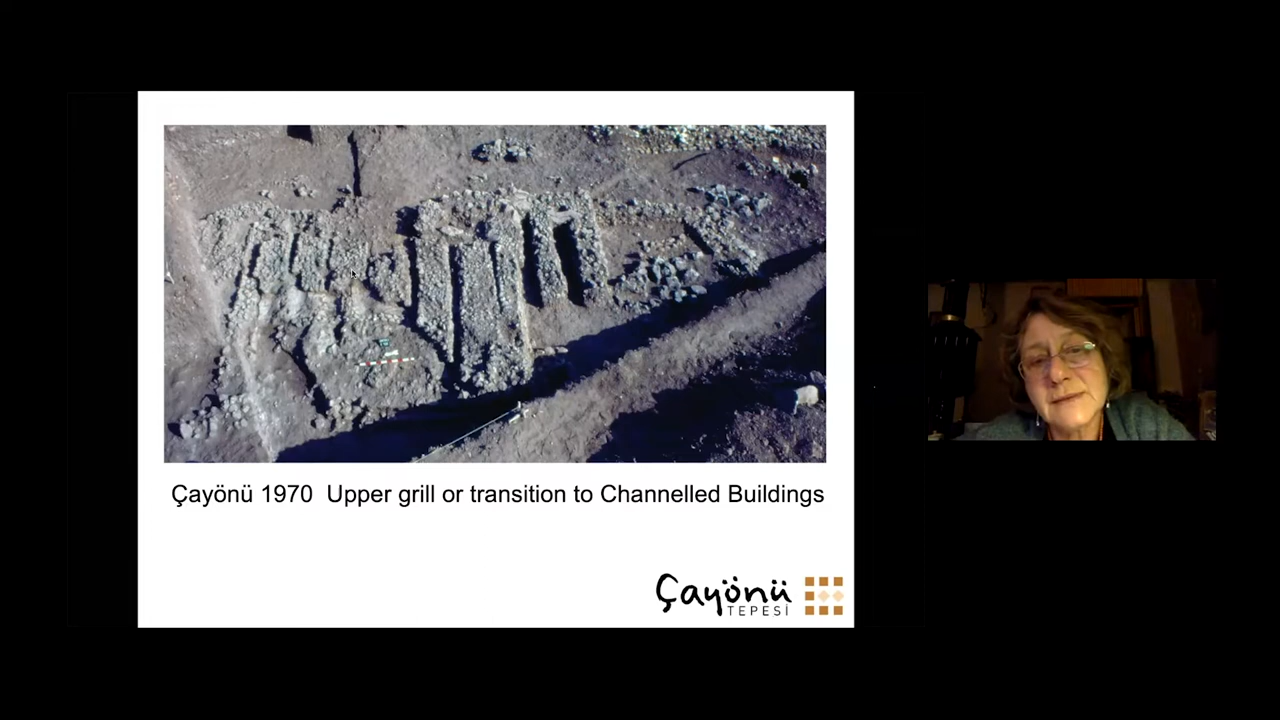 Çayönü 1970  Upper grill or transition to Channelled Buildings
Çayönü
TEPESİ